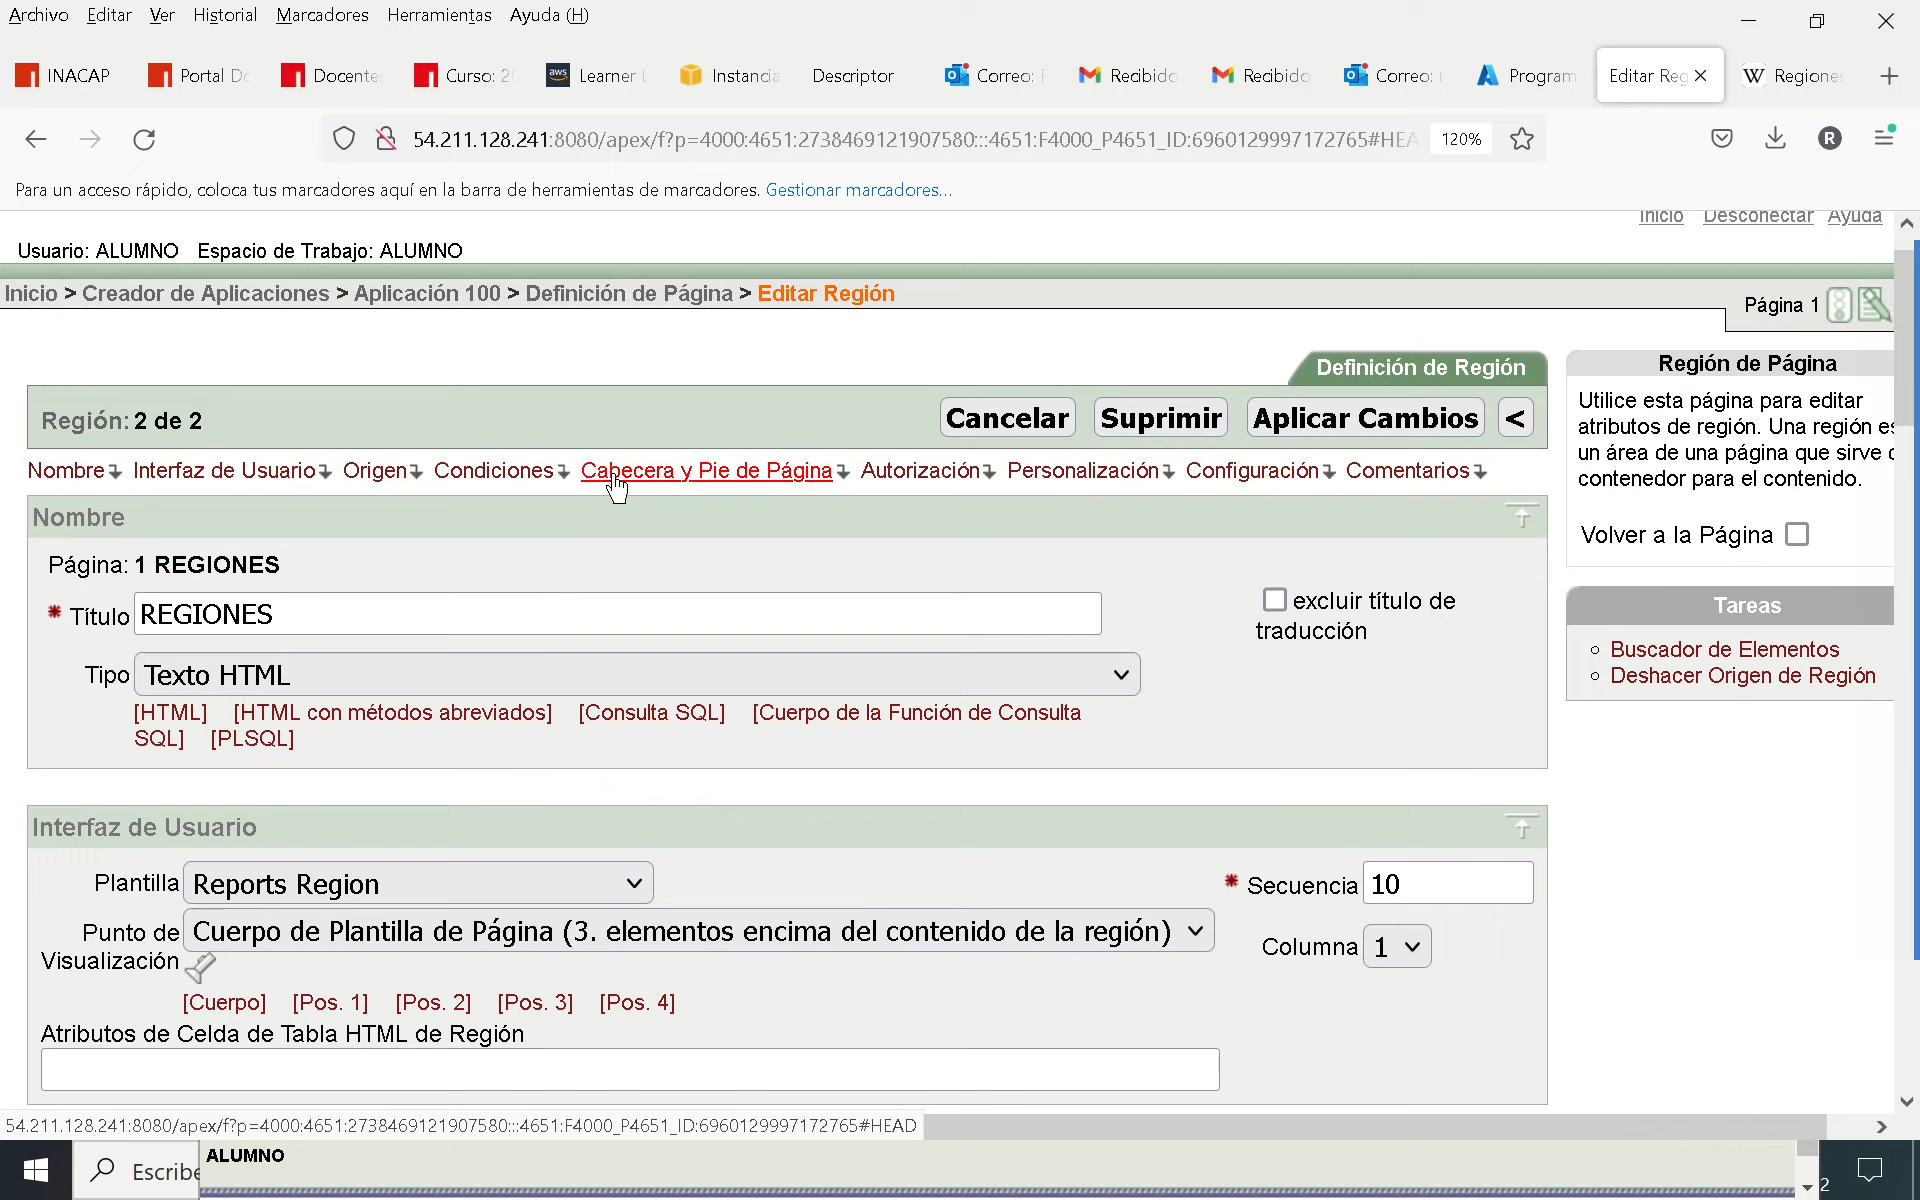 Archivo Editar Ver Historial Marcadores Herramientas Ayuda (H)
INACAP Portal Do Docentes Curso: 2 aws Learner L Instancia Descriptor Correo: Recibido Recibido Correo: Program Editar Reg W Regiones
54.211.128.241:8080/apex/f?p=4000:4651:2738469121907580:::4651:F4000_P4651_ID:6960129997172765#HEA 120% R
Para un acceso rápido, coloca tus marcadores aquí en la barra de herramientas de marcadores. Gestionar marcadores...
Inicio Desconectar Ayuda
Usuario: ALUMNO Espacio de Trabajo: ALUMNO
Inicio > Creador de Aplicaciones > Aplicación 100 > Definición de Página > Editar Región
Página 1
Definición de Región
Región: 2 de 2 Cancelar Suprimir Aplicar Cambios <
Nombre Interfaz de Usuario Origen Condiciones Cabecera y Pie de Página Autorización Personalización Configuración Comentarios
Nombre
Página: 1 REGIONES
Título REGIONES
excluir título de
traducción
Tipo Texto HTML
[HTML] [HTML con métodos abreviados] [Consulta SQL] [Cuerpo de la Función de Consulta
SQL] [PLSQL]
Interfaz de Usuario
Plantilla Reports Region
Secuencia 10
Punto de
Visualización
Cuerpo de Plantilla de Página (3. elementos encima del contenido de la región)
Columna 1
[Cuerpo] [Pos. 1] [Pos. 2] [Pos. 3] [Pos. 4]
Atributos de Celda de Tabla HTML de Región
Región de Página
Utilice esta página para editar
atributos de región. Una región es
un área de una página que sirve c
contenedor para el contenido.
Volver a la Página
Tareas
Buscador de Elementos
Deshacer Origen de Región
54.211.128.241:8080/apex/f?p=4000:4651:2738469121907580:::4651:F4000_P4651_ID:6960129997172765#HEAD
Escribe
ALUMNO
2